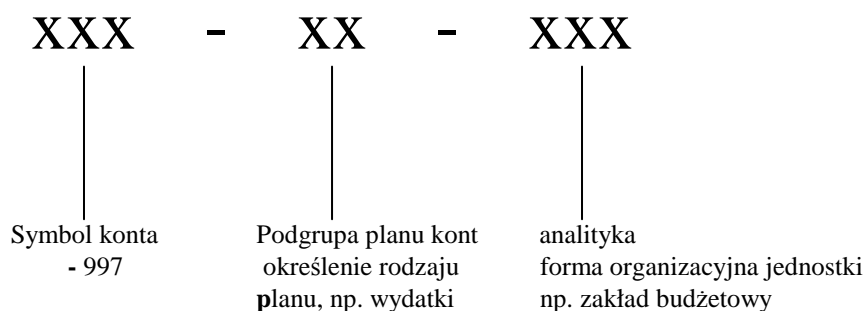 XXX - XX - XXX
Symbol konta Podgrupa planu kont analityka
- 997 określenie rodzaju forma organizacyjna jednostki
planu, np. wydatki np. zakład budżetowy